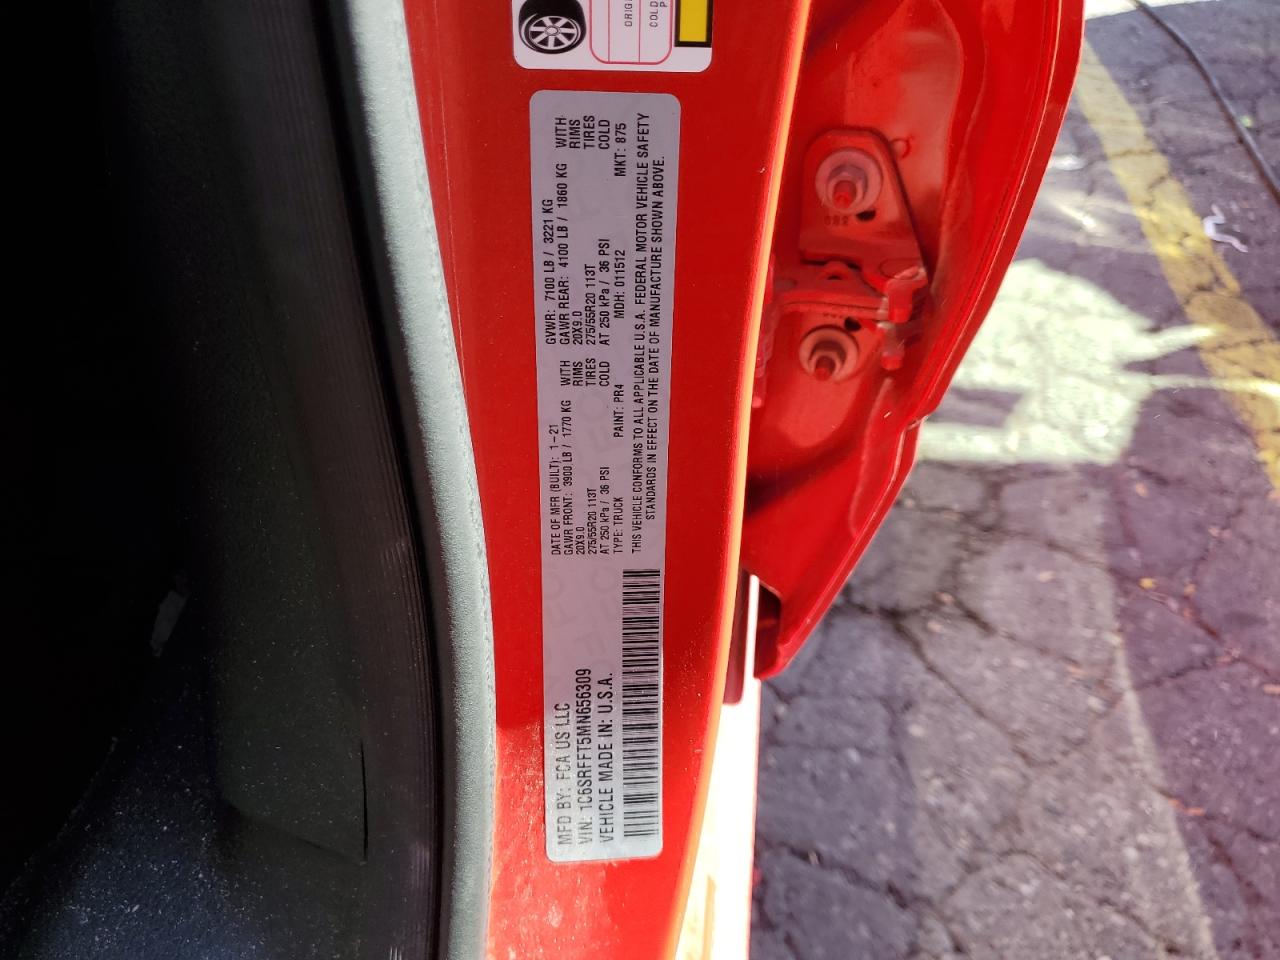 ORIG
COLD
P
MFD BY: FCA US LLC
VIN: 1C6SRFFT5MN656309
VEHICLE MADE IN: U.S.A.
DATE OF MFR (BUILT): 1-21 GVWR: 7100 LB / 3221 KG
GAWR FRONT: 3900 LB / 1770 KG WITH GAWR REAR: 4100 LB / 1860 KG WITH
20X9.0 RIMS 20X9.0 RIMS
275/55R20 113T TIRES 275/55R20 113T TIRES
AT 250 kPa / 36 PSI COLD AT 250 kPa / 36 PSI COLD
TYPE: TRUCK PAINT: PR4 MDH: 011512 MKT: 875
THIS VEHICLE CONFORMS TO ALL APPLICABLE U.S.A. FEDERAL MOTOR VEHICLE SAFETY
STANDARDS IN EFFECT ON THE DATE OF MANUFACTURE SHOWN ABOVE.